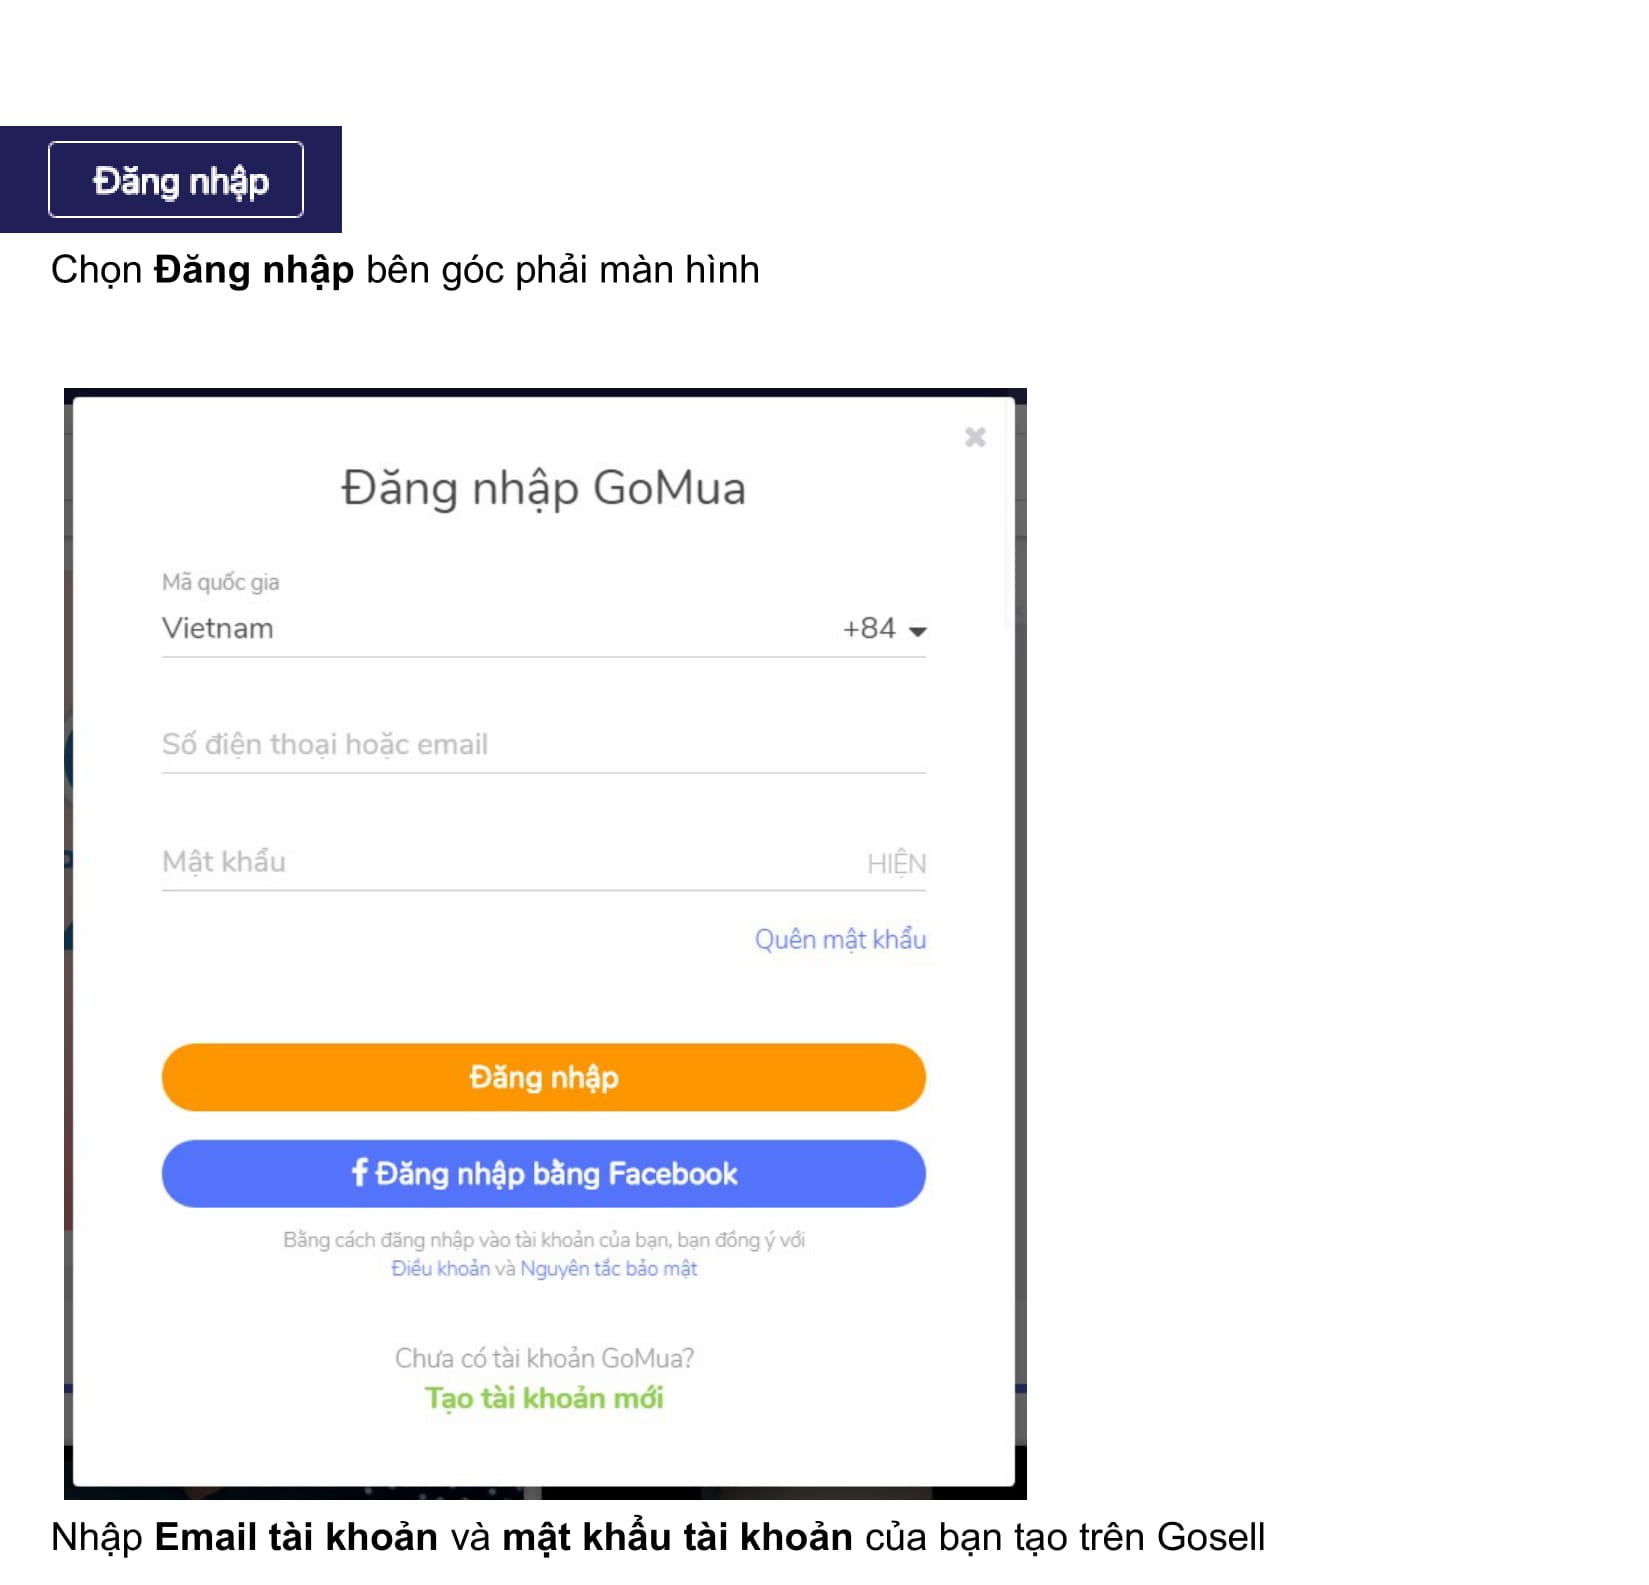 Đăng nhập
Chọn Đăng nhập bên góc phải màn hình
Đăng nhập GoMua
Mã quốc gia
Vietnam +84
Số điện thoại hoặc email
Mật khẩu HIỆN
Quên mật khẩu
Đăng nhập
f Đăng nhập bằng Facebook
Bằng cách đăng nhập vào tài khoản của bạn, bạn đồng ý với
Điều khoản và Nguyên tắc bảo mật
Chưa có tài khoản GoMua?
Tạo tài khoản mới
Nhập Email tài khoản và mật khẩu tài khoản của bạn tạo trên Gosell